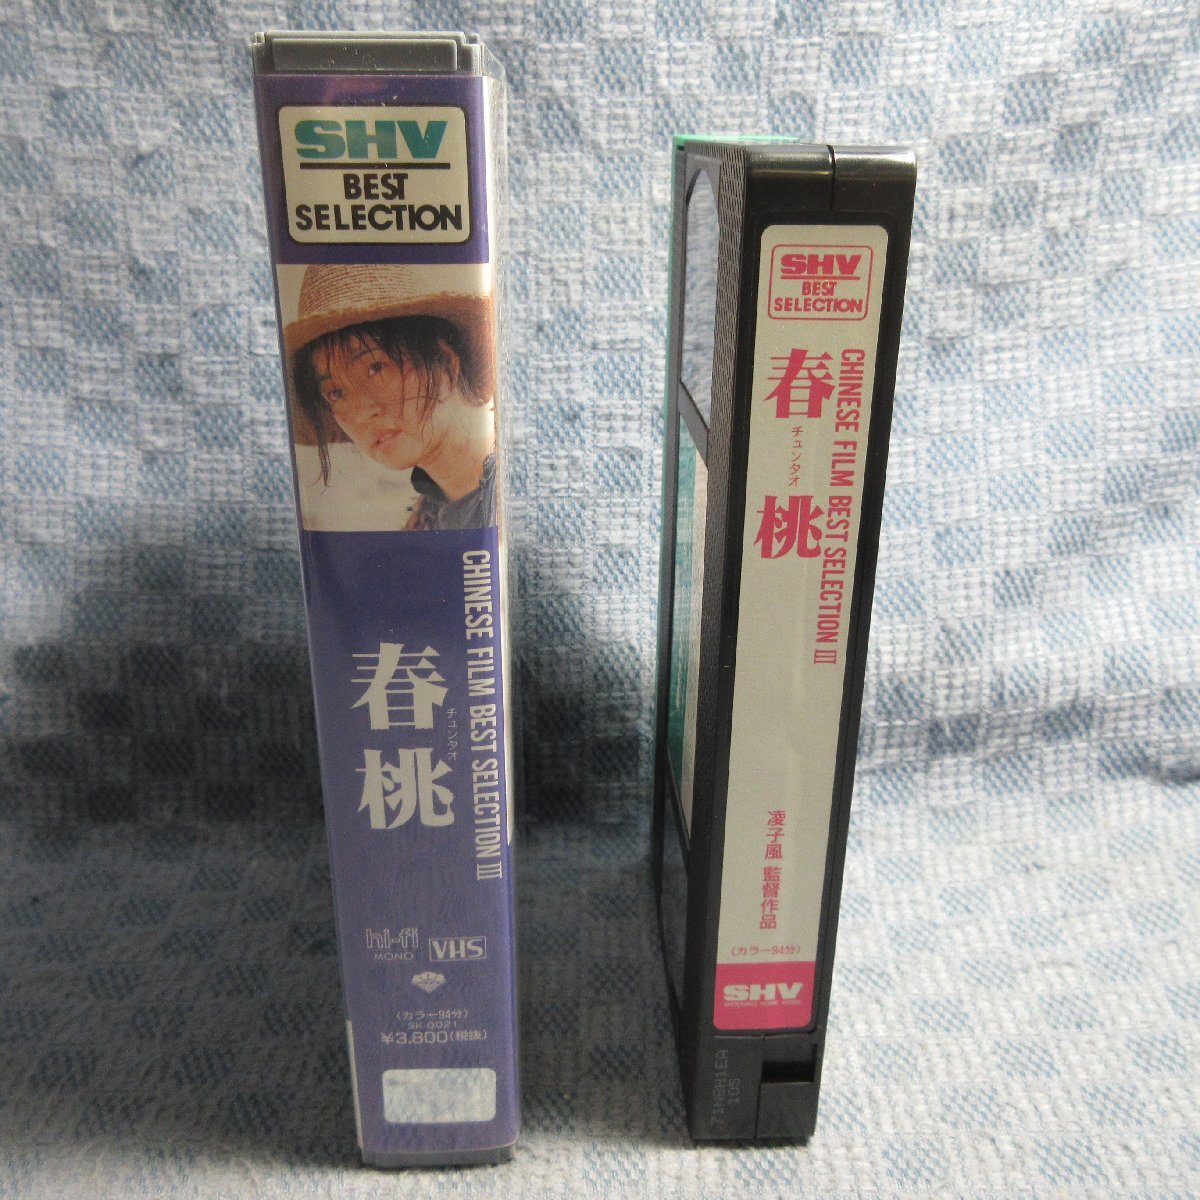 SHV
BEST
SELECTION
CHINESE FILM BEST SELECTION III
春桃
チュンタオ
hi-fi
MONO
VHS
(カラー94分)
SK-0021
¥3,800(税抜)
SHV
BEST
SELECTION
CHINESE FILM BEST SELECTION III
春桃
チュンタオ
凌子風 監督作品
(カラー94分)
SHV
SHOCHIKU HOME VIDEO